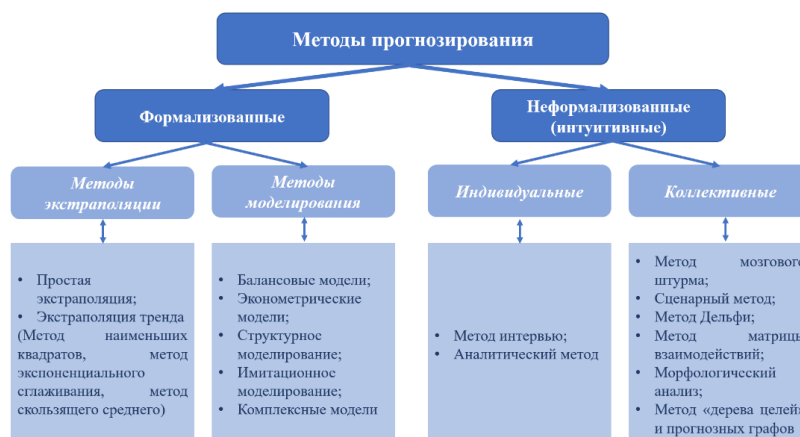 Методы прогнозирования
Формализованные
Неформализованные
(интуитивные)
Методы
экстраполяции
Методы
моделирования
Индивидуальные
Коллективные
• Простая
экстраполяция;
• Экстраполяция тренда
(Метод наименьших
квадратов, метод
экспоненциального
сглаживания, метод
скользящего среднего)
• Балансовые модели;
• Эконометрические
модели;
• Структурное
моделирование;
• Имитационное
моделирование;
• Комплексные модели
• Метод интервью;
• Аналитический метод
• Метод мозгового
штурма;
• Сценарный метод;
• Метод Дельфи;
• Метод матрицы
взаимодействий;
• Морфологический
анализ;
• Метод «дерева целей»
и прогнозных графов